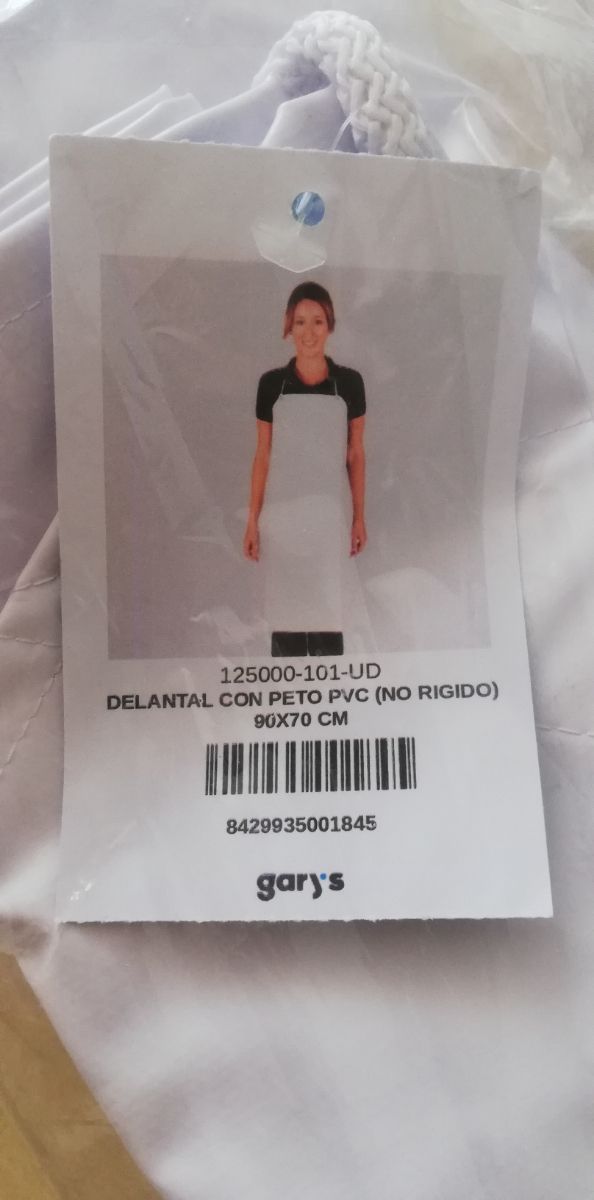 125000-101-UD
DELANTAL CON PETO PVC (NO RIGIDO)
90X70 CM
8429935001845
gary's